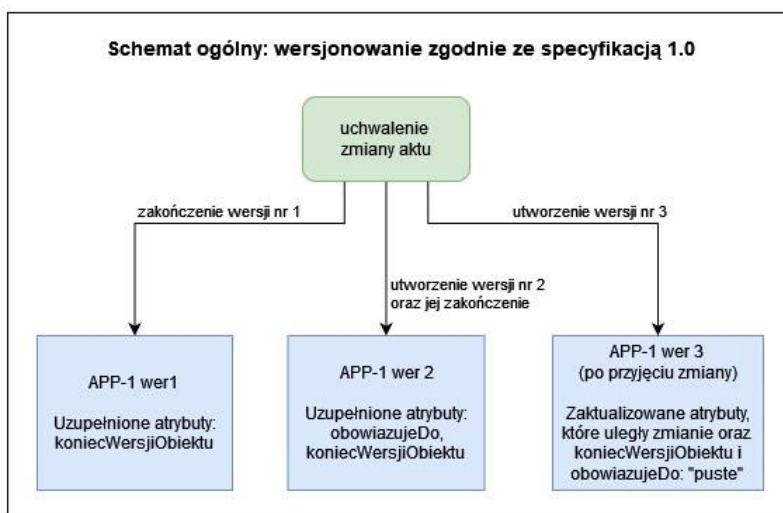 Schemat ogólny: wersjonowanie zgodnie ze specyfikacją 1.0
uchwalenie
zmiany aktu
zakończenie wersji nr 1
utworzenie wersji nr 3
utworzenie wersji nr 2
oraz jej zakończenie
APP-1 wer1
Uzupełnione atrybuty:
koniecWersjiObiektu
APP-1 wer 2
Uzupełnione atrybuty:
obowiazujeDo,
koniecWersjiObiektu
APP-1 wer 3
(po przyjęciu zmiany)
Zaktualizowane atrybuty,
które uległy zmianie oraz
koniecWersjiObiektu i
obowiazujeDo: "puste"